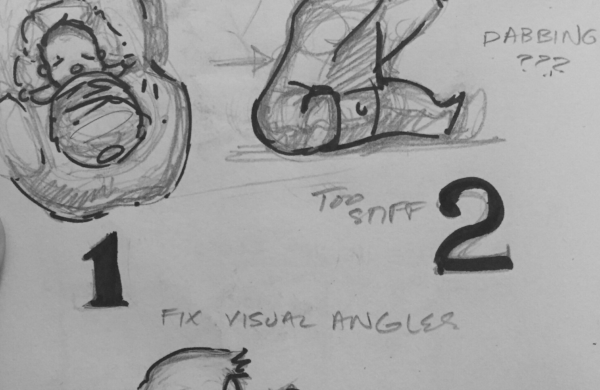 DABBING
???
TOO
STIFF
2
1
FIX VISUAL ANGLES